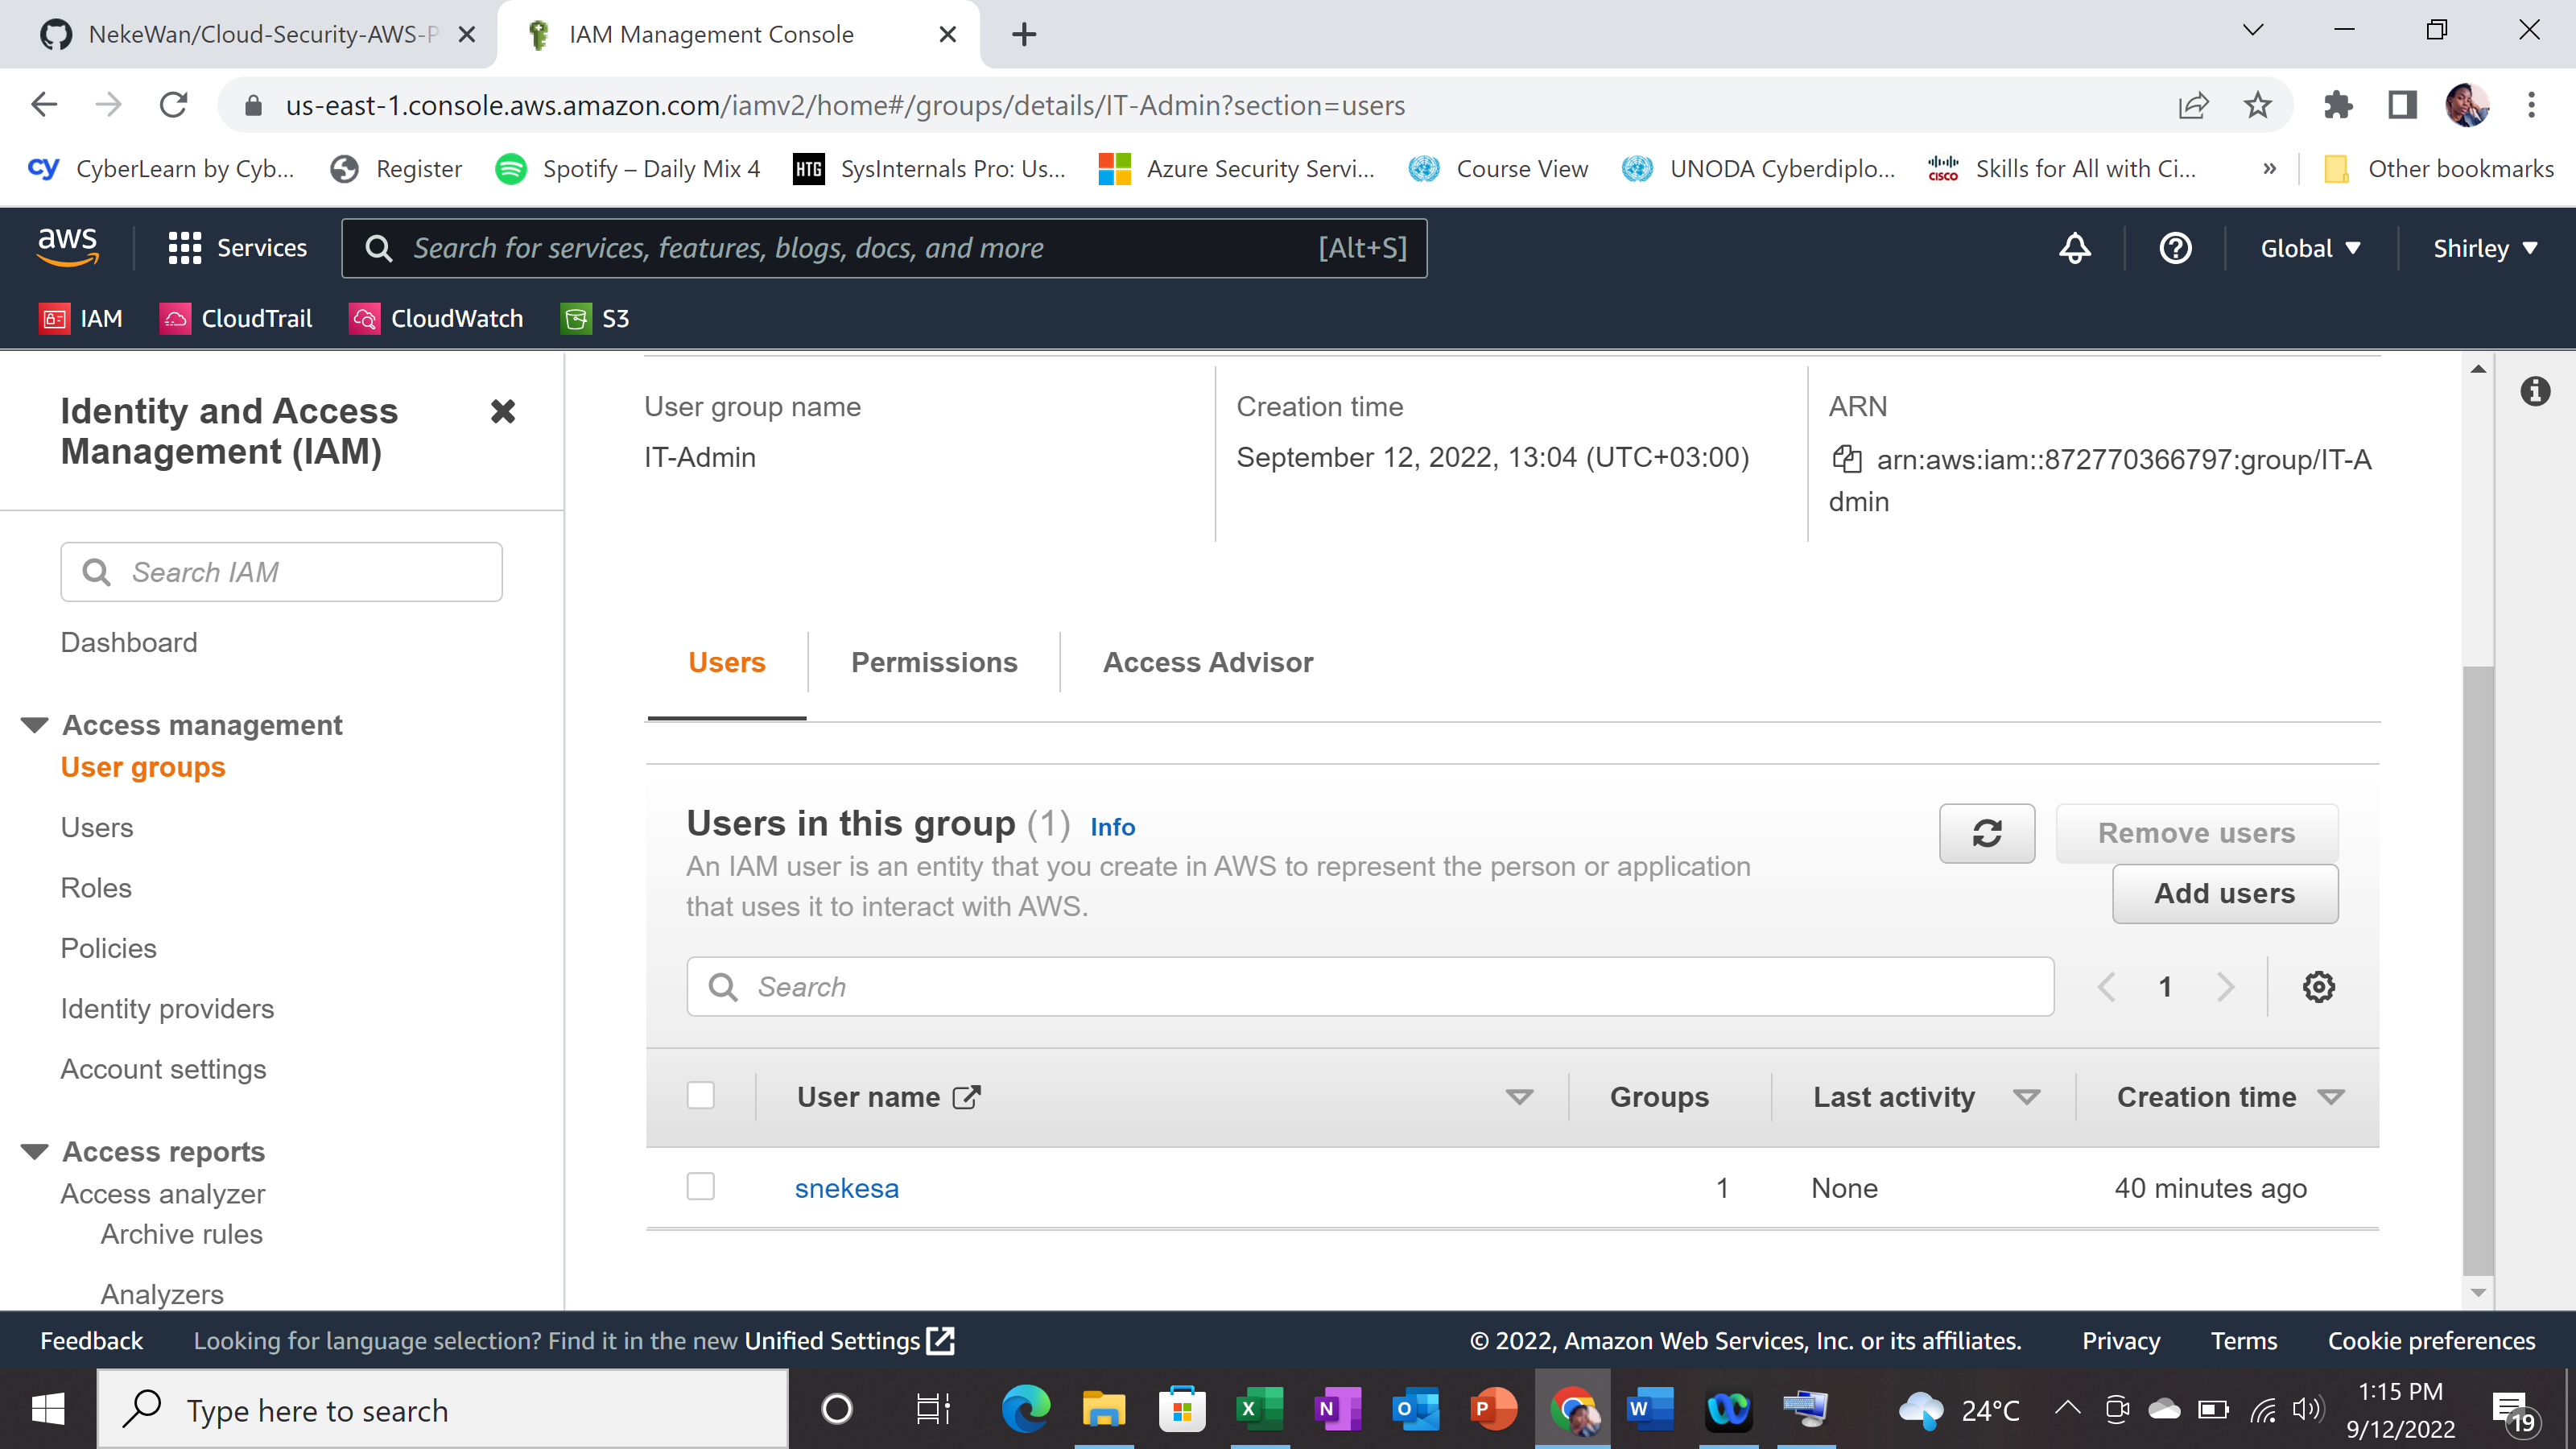 NekeWan/Cloud-Security-AWS-P
IAM Management Console
us-east-1.console.aws.amazon.com/iamv2/home#/groups/details/IT-Admin?section=users
cy CyberLearn by Cyb...
Register
Spotify – Daily Mix 4
HTG SysInternals Pro: Us...
Azure Security Servi...
Course View
UNODA Cyberdiplo...
CISCO Skills for All with Ci...
»
Other bookmarks
aws
Services
Search for services, features, blogs, docs, and more [Alt+S]
Global
Shirley
IAM
CloudTrail
CloudWatch
S3
Identity and Access
Management (IAM)
Search IAM
Dashboard
Access management
User groups
Users
Roles
Policies
Identity providers
Account settings
Access reports
Access analyzer
Archive rules
Analyzers
User group name
IT-Admin
Creation time
September 12, 2022, 13:04 (UTC+03:00)
ARN
arn:aws:iam::872770366797:group/IT-A
dmin
Users
Permissions
Access Advisor
Users in this group (1) Info
An IAM user is an entity that you create in AWS to represent the person or application
that uses it to interact with AWS.
Remove users
Add users
Search
1
User name
Groups
Last activity
Creation time
snekesa
1
None
40 minutes ago
Feedback
Looking for language selection? Find it in the new Unified Settings
© 2022, Amazon Web Services, Inc. or its affiliates.
Privacy
Terms
Cookie preferences
Type here to search
24°C
1:15 PM
9/12/2022
19